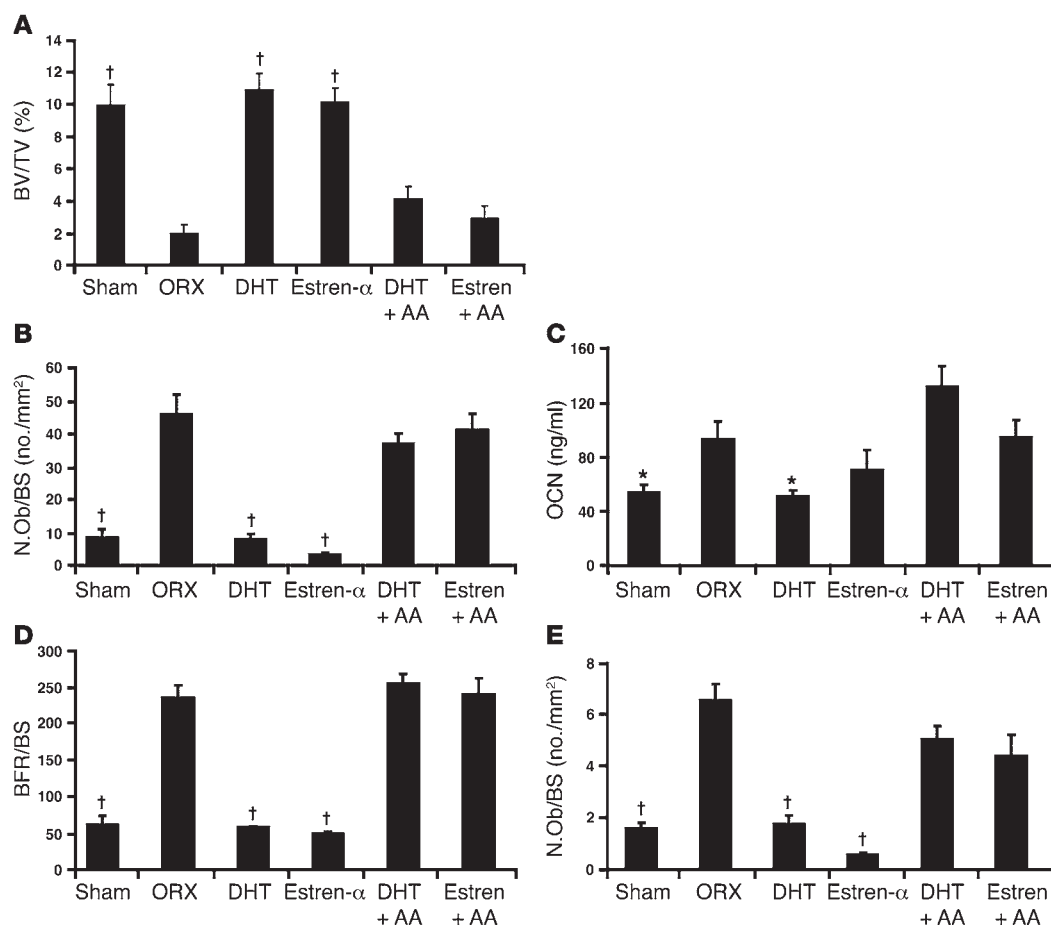 A
BV/TV (%)
14
12
10
8
6
4
2
0
†
†
†
Sham ORX DHT Estren-α DHT Estren
+ AA + AA
B
N.Ob/BS (no./mm²)
60
50
40
30
20
10
0
†
†
†
Sham ORX DHT Estren-α DHT Estren
+ AA + AA
C
OCN (ng/ml)
160
120
80
40
0
*
*
Sham ORX DHT Estren-α DHT Estren
+ AA + AA
D
BFR/BS
300
250
200
150
100
50
0
†
†
†
Sham ORX DHT Estren-α DHT Estren
+ AA + AA
E
N.Ob/BS (no./mm²)
8
6
4
2
0
†
†
†
Sham ORX DHT Estren-α DHT Estren
+ AA + AA